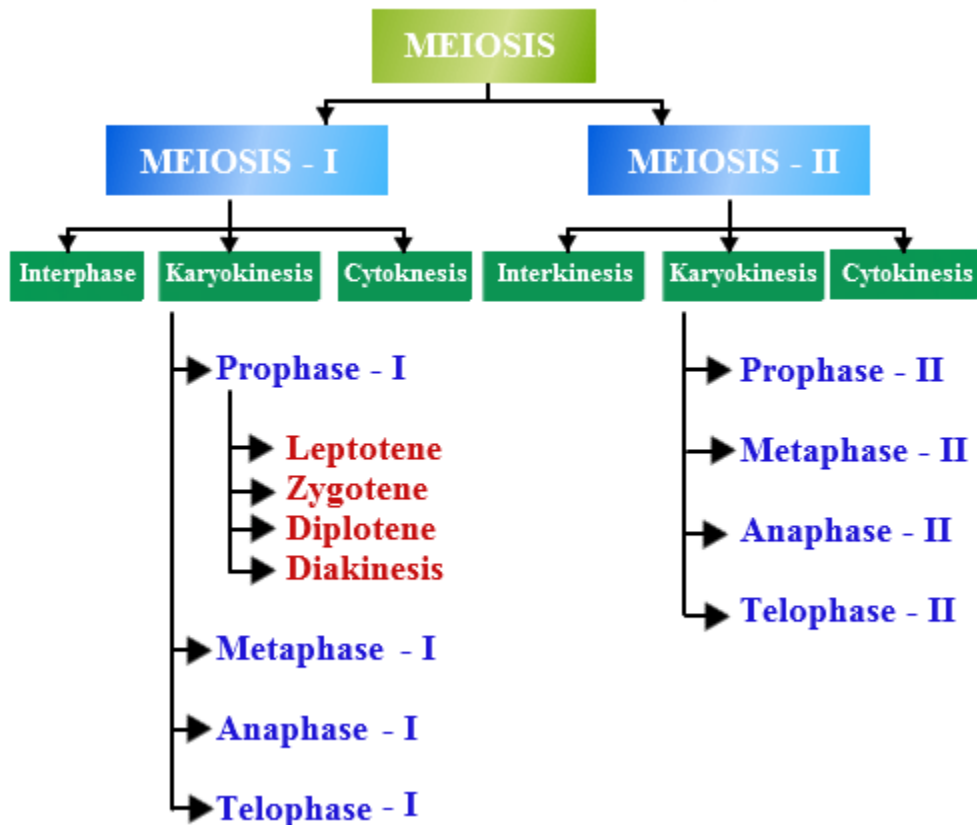 MEIOSIS
MEIOSIS - I
MEIOSIS - II
Interphase
Karyokinesis
Cytoknesis
Interkinesis
Karyokinesis
Cytokinesis
Prophase - I
Leptotene
Zygotene
Diplotene
Diakinesis
Metaphase - I
Anaphase - I
Telophase - I
Prophase - II
Metaphase - II
Anaphase - II
Telophase - II